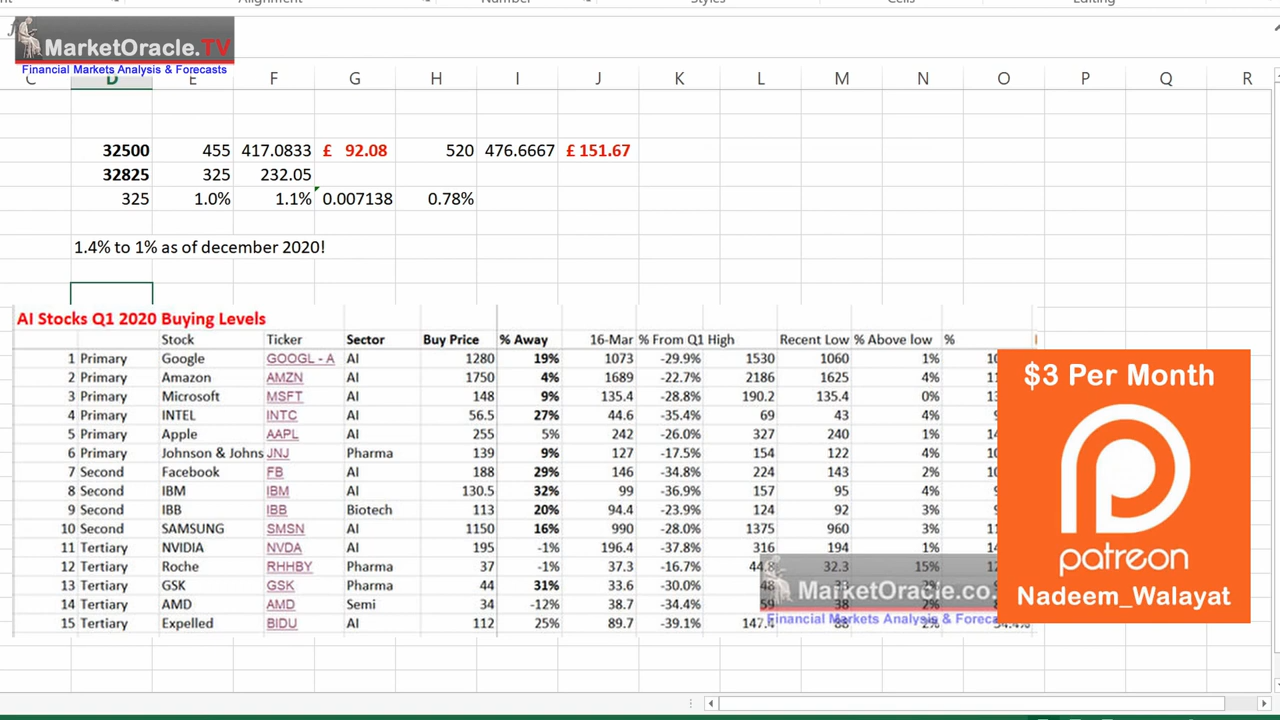 Alignment Number Styles Cells Editing
MarketOracle.TV
Financial Markets Analysis & Forecasts
C D E F G H I J K L M N O P Q R
32500 455 417.0833 £ 92.08 520 476.6667 £ 151.67
32825 325 232.05
325 1.0% 1.1% 0.007138 0.78%
1.4% to 1% as of december 2020!
AI Stocks Q1 2020 Buying Levels
Stock Ticker Sector Buy Price % Away 16-Mar % From Q1 High Recent Low % Above low %
1 Primary Google GOOGL - A AI 1280 19% 1073 -29.9% 1530 1060 1%
2 Primary Amazon AMZN AI 1750 4% 1689 -22.7% 2186 1625 4%
3 Primary Microsoft MSFT AI 148 9% 135.4 -28.8% 190.2 135.4 0%
4 Primary INTEL INTC AI 56.5 27% 44.6 -35.4% 69 43 4%
5 Primary Apple AAPL AI 255 5% 242 -26.0% 327 240 1%
6 Primary Johnson & Johns JNJ Pharma 139 9% 127 -17.5% 154 122 4%
7 Second Facebook FB AI 188 29% 146 -34.8% 224 143 2%
8 Second IBM IBM AI 130.5 32% 99 -36.9% 157 95 4%
9 Second IBB IBB Biotech 113 20% 94.4 -23.9% 124 92 3%
10 Second SAMSUNG SMSN AI 1150 16% 990 -28.0% 1375 960 3%
11 Tertiary NVIDIA NVDA AI 195 -1% 196.4 -37.8% 316 194 1%
12 Tertiary Roche RHHBY Pharma 37 -1% 37.3 -16.7% 44.8 32.3 15%
13 Tertiary GSK GSK Pharma 44 31% 33.6 -30.0% 48
14 Tertiary AMD AMD Semi 34 -12% 38.7 -34.4% 59 38 2%
15 Tertiary Expelled BIDU AI 112 25% 89.7 -39.1% 147.4 2%
MarketOracle.co.
Financial Markets Analysis & Foreca
$3 Per Month
patreon
Nadeem_Walayat